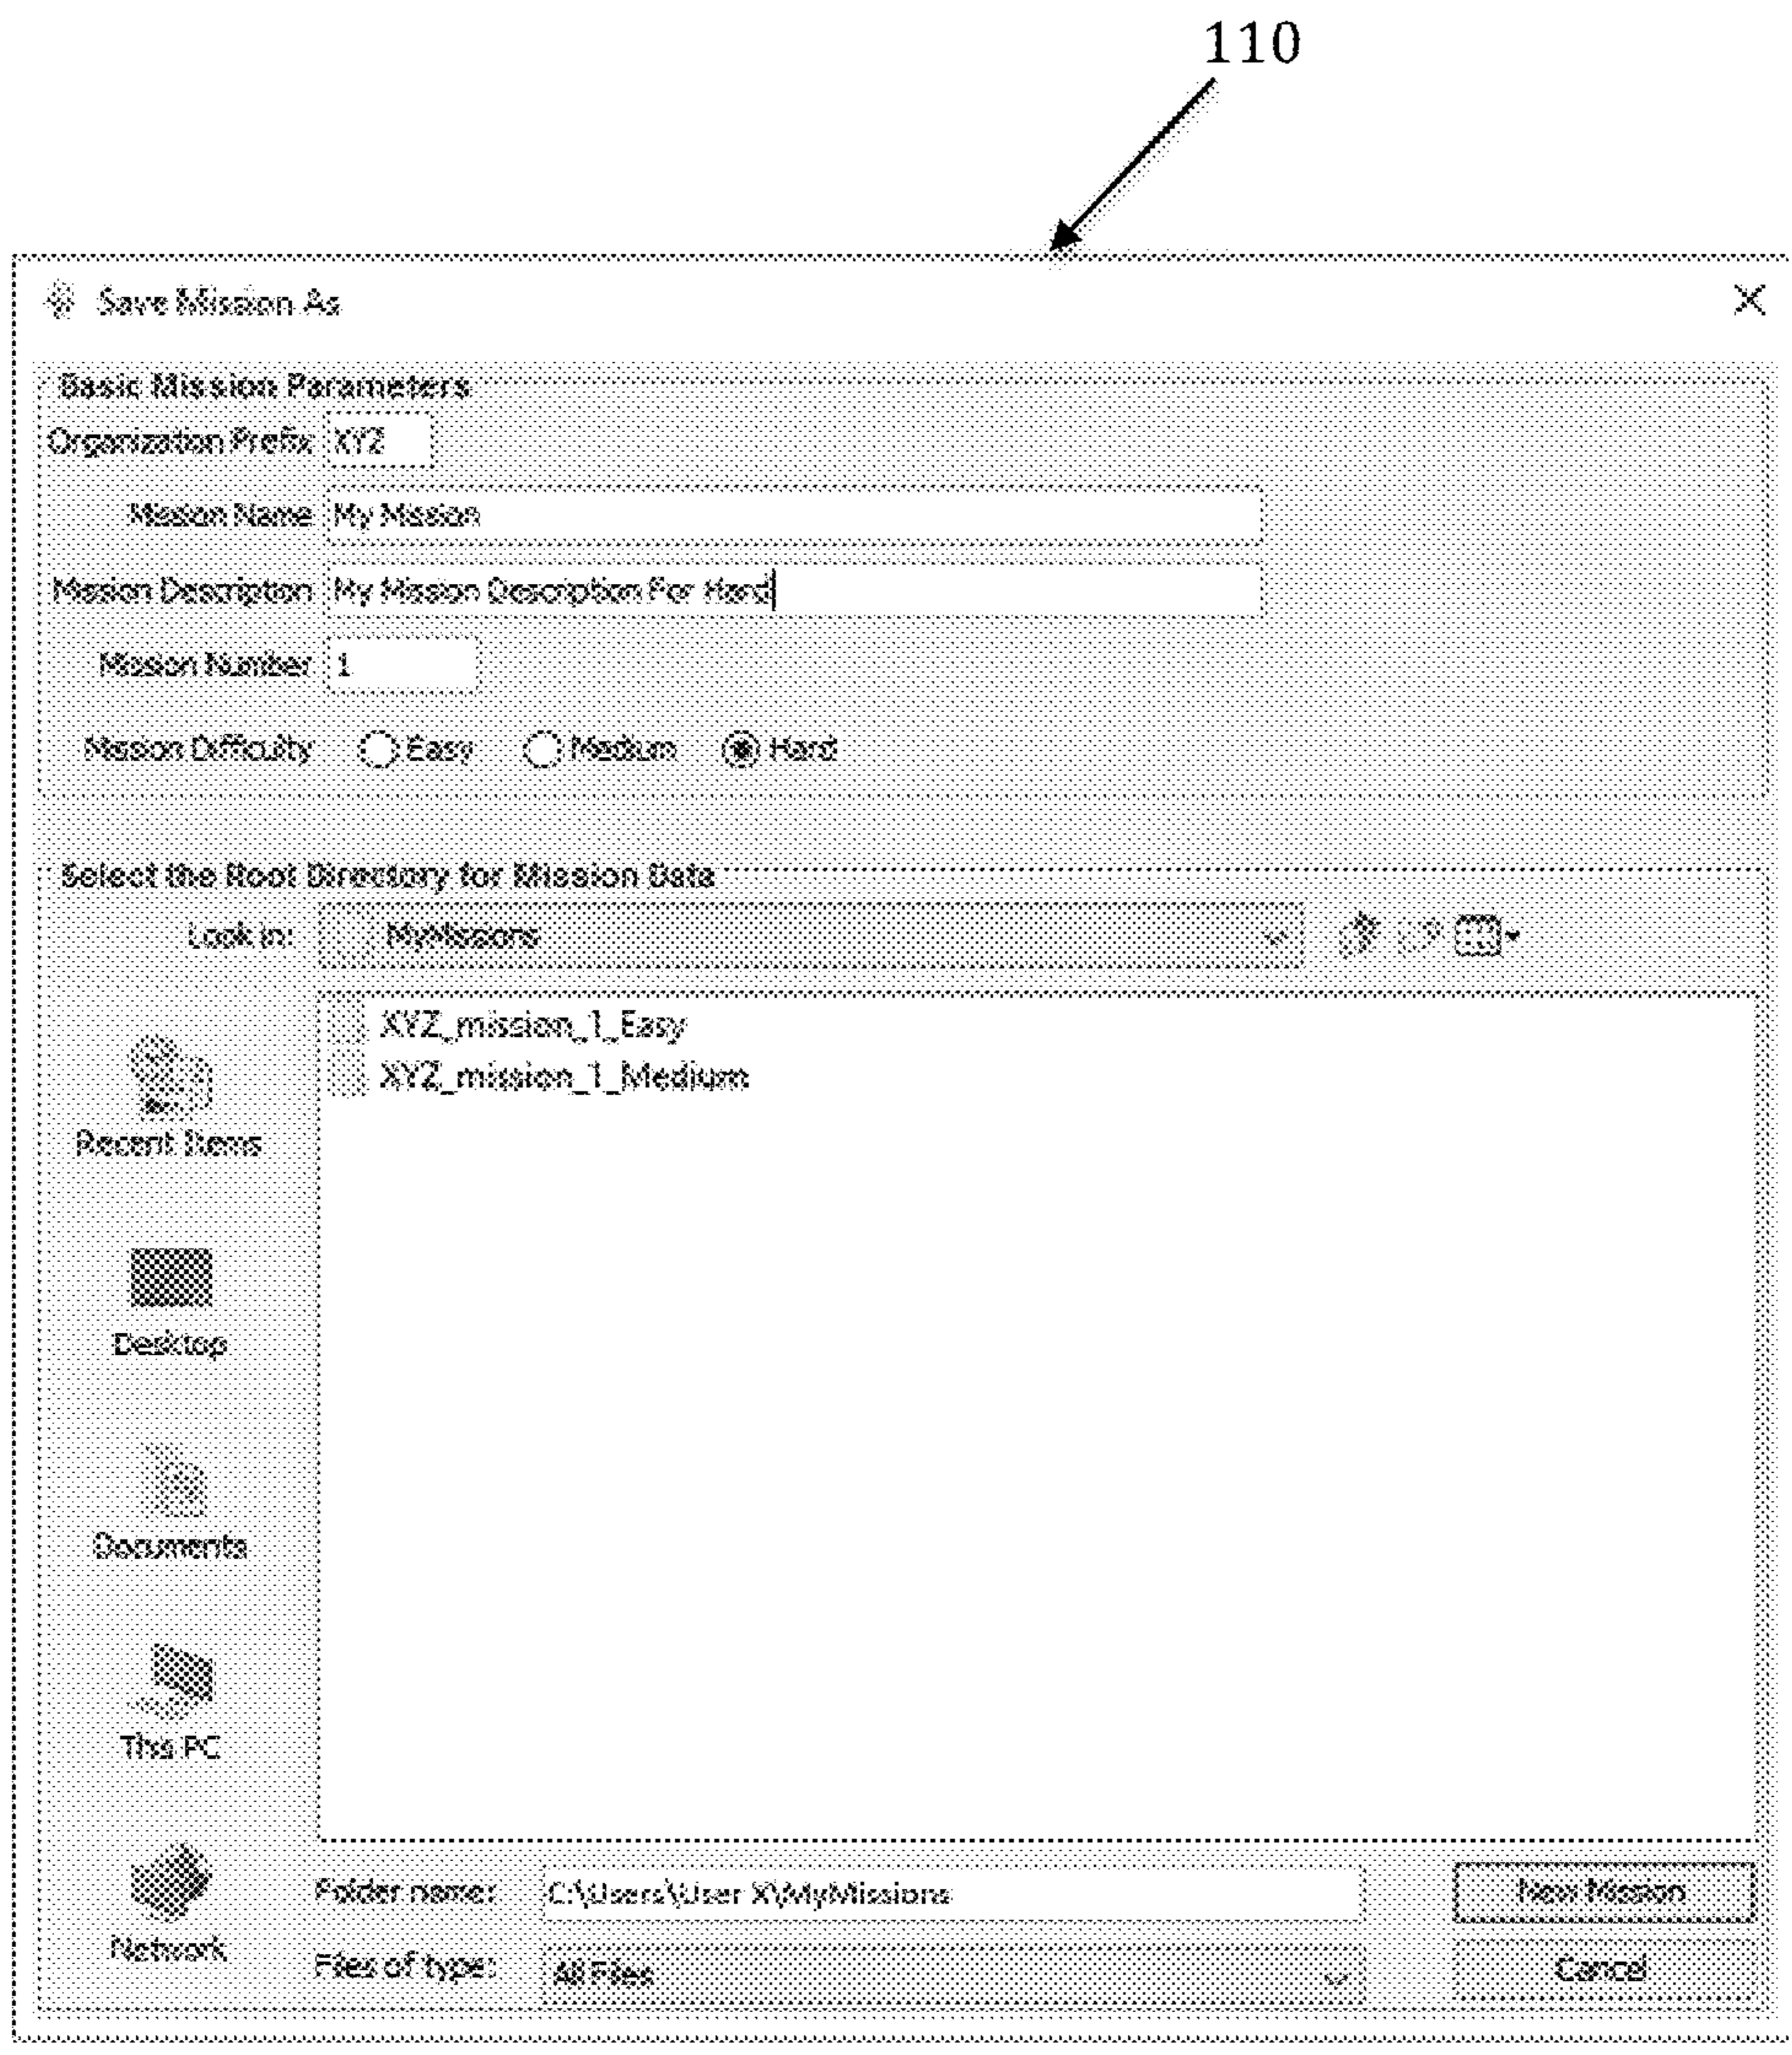 110
Save Mission As
Basic Mission Parameters
Organization Prefix XYZ
Mission Name My Mission
Mission Description My Mission Description For Hard
Mission Number 1
Mission Difficulty Easy Medium Hard
Select the Root Directory for Mission Data
Look in: MyMissions
XYZ_mission_1_Easy
XYZ_mission_1_Medium
Recent Items
Desktop
Documents
This PC
Network
Folder name: C:\Users\User X\MyMissions
New Mission
Files of type: All Files
Cancel